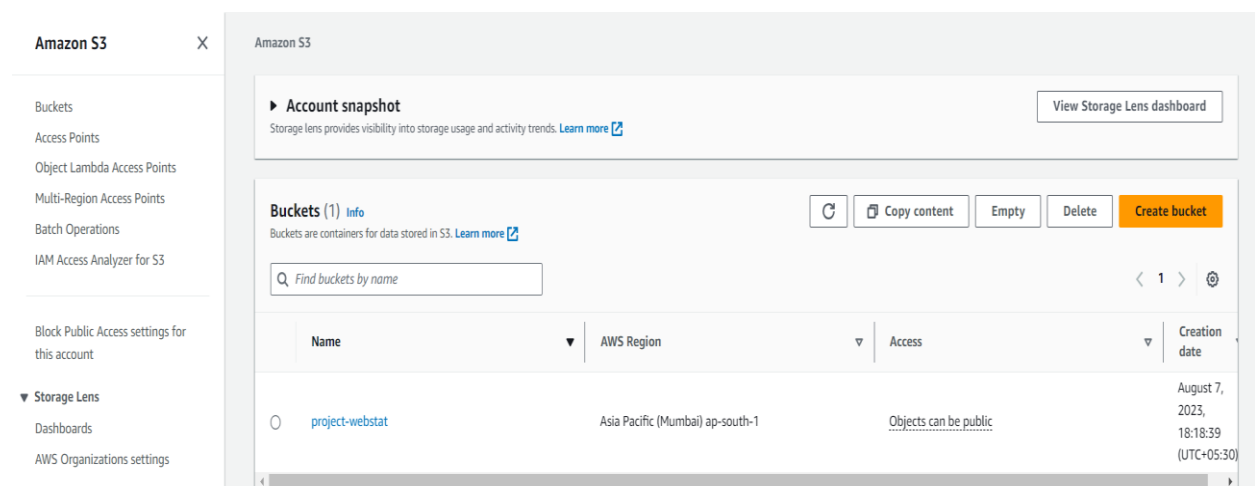 Amazon S3
Buckets
Access Points
Object Lambda Access Points
Multi-Region Access Points
Batch Operations
IAM Access Analyzer for S3
Block Public Access settings for
this account
Storage Lens
Dashboards
AWS Organizations settings
Amazon S3
Account snapshot
View Storage Lens dashboard
Storage lens provides visibility into storage usage and activity trends. Learn more
Buckets (1) Info
Copy content
Empty
Delete
Create bucket
Buckets are containers for data stored in S3. Learn more
Find buckets by name
1
Name
AWS Region
Access
Creation
date
project-webstat
Asia Pacific (Mumbai) ap-south-1
Objects can be public
August 7,
2023,
18:18:39
(UTC+05:30)